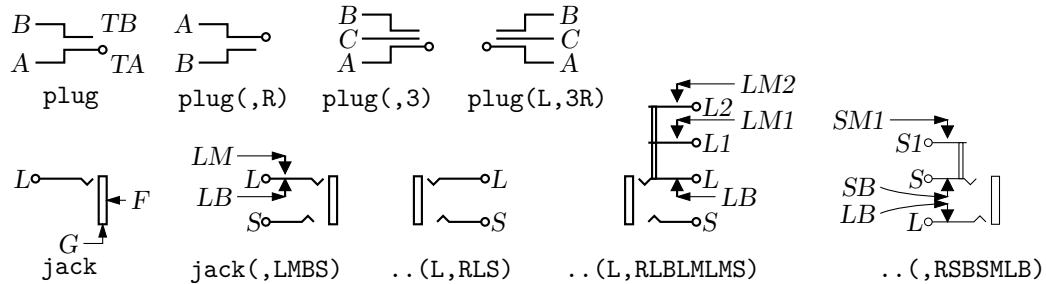 B TB
A TA
plug
A
B
plug(,R)
B
C
A
plug(,3)
B
C
A
plug(L,3R)
L
F
G
jack
LM
L
LB
S
jack(,LMBS)
L
S
..(L,RLS)
LM2
L2
LM1
L1
L
LB
S
..(L,RLBLMLMS)
SM1
S1
S
SB
LB
L
..(,RSBSMLB)